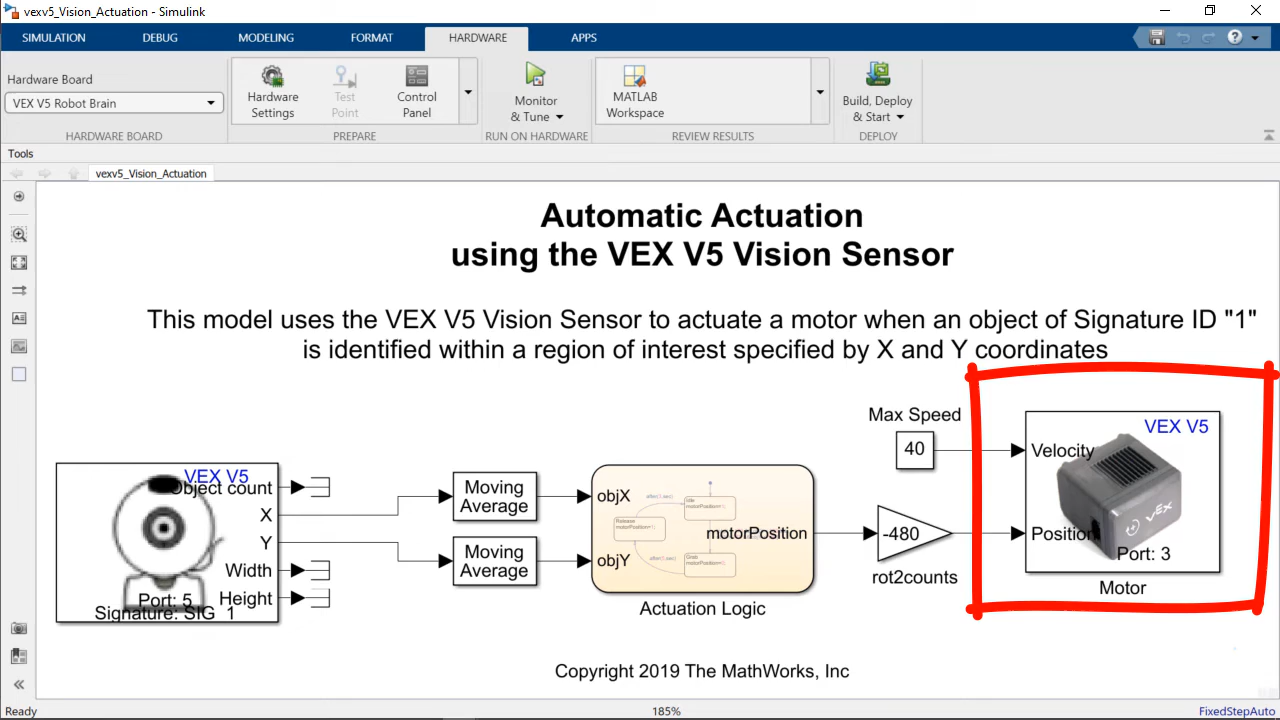 vexv5_Vision_Actuation - Simulink
SIMULATION DEBUG MODELING FORMAT HARDWARE APPS
Hardware Board
VEX V5 Robot Brain
HARDWARE BOARD
Hardware
Settings
Test
Point
Control
Panel
PREPARE
Monitor
& Tune
RUN ON HARDWARE
MATLAB
Workspace
REVIEW RESULTS
Build, Deploy
& Start
DEPLOY
Tools
vexv5_Vision_Actuation
Automatic Actuation
using the VEX V5 Vision Sensor
This model uses the VEX V5 Vision Sensor to actuate a motor when an object of Signature ID "1"
is identified within a region of interest specified by X and Y coordinates
VEX V5
Object count
X
Y
Width
Height
Port: 5
Signature: SIG_1
Moving
Average
Moving
Average
objX
objY
motorPosition
Release
Idle
Grab
Actuation Logic
Max Speed
40
-480
rot2counts
VEX V5
Velocity
Position
VEX
Port: 3
Motor
Copyright 2019 The MathWorks, Inc
Ready
185%
FixedStepAuto